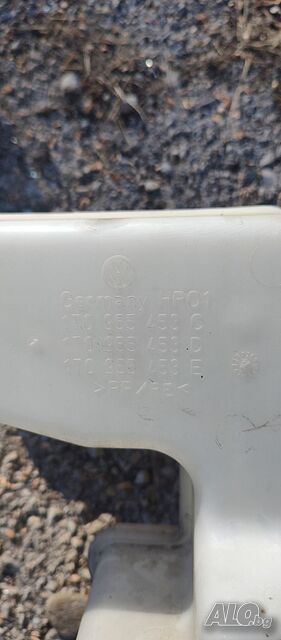 Germany HP01
1T0 955 453 C
1T0 955 453 D
1T0 955 453 E
>PP/PE<
ALO.bg